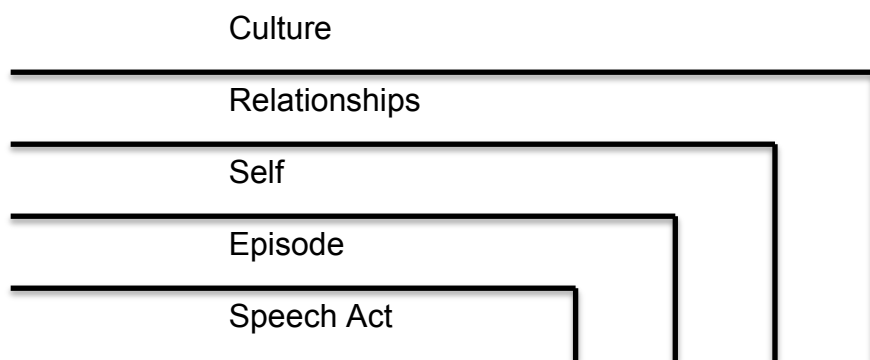 Culture
Relationships
Self
Episode
Speech Act